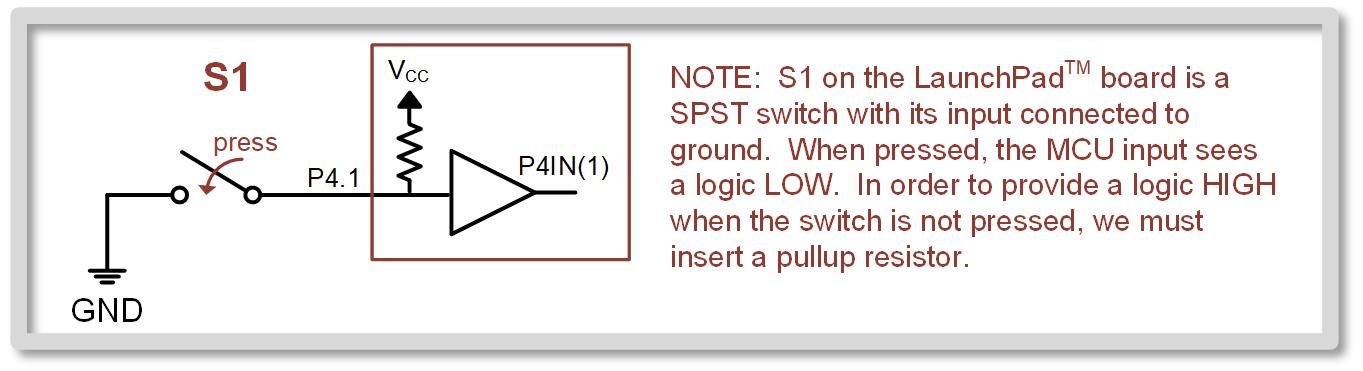 S1
press
GND
P4.1
VCC
P4IN(1)
NOTE:  S1 on the LaunchPad™ board is a
SPST switch with its input connected to
ground.  When pressed, the MCU input sees
a logic LOW.  In order to provide a logic HIGH
when the switch is not pressed, we must
insert a pullup resistor.